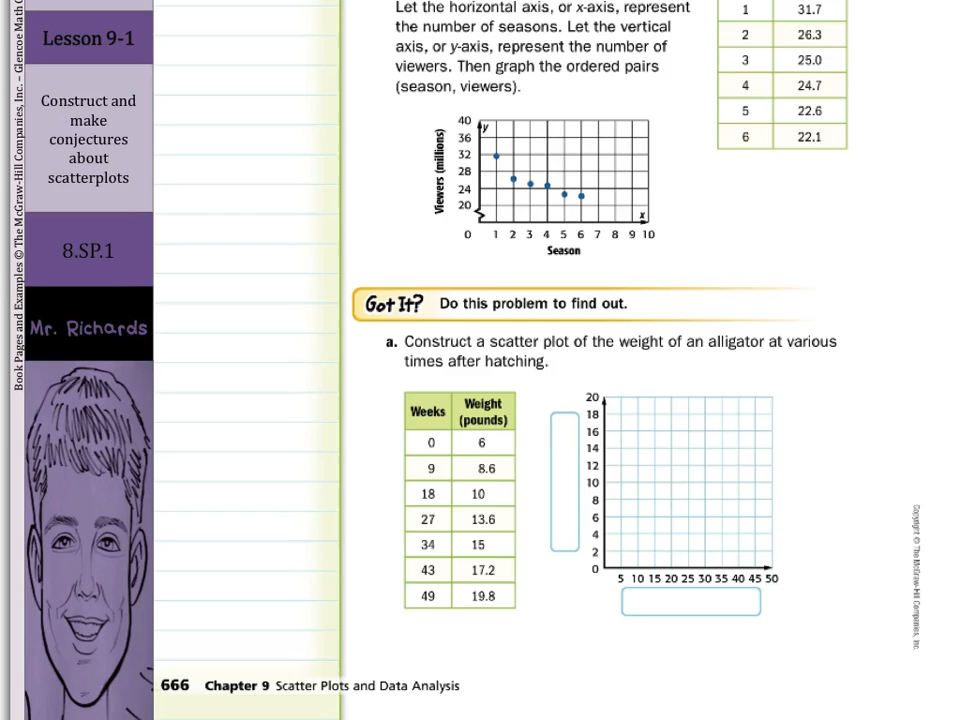 Book Pages and Examples © The McGraw-Hill Companies, Inc. – Glencoe Math
Lesson 9-1
Construct and
make
conjectures
about
scatterplots
8.SP.1
Mr. Richards
Let the horizontal axis, or x-axis, represent
the number of seasons. Let the vertical
axis, or y-axis, represent the number of
viewers. Then graph the ordered pairs
(season, viewers).
1 31.7
2 26.3
3 25.0
4 24.7
5 22.6
6 22.1
Viewers (millions)
40
36
32
28
24
20
y
x
0 1 2 3 4 5 6 7 8 9 10
Season
Got It? Do this problem to find out.
a. Construct a scatter plot of the weight of an alligator at various
times after hatching.
Weeks Weight
(pounds)
0 6
9 8.6
18 10
27 13.6
34 15
43 17.2
49 19.8
20
18
16
14
12
10
8
6
4
2
0
5 10 15 20 25 30 35 40 45 50
Copyright © The McGraw-Hill Companies, Inc.
666 Chapter 9 Scatter Plots and Data Analysis